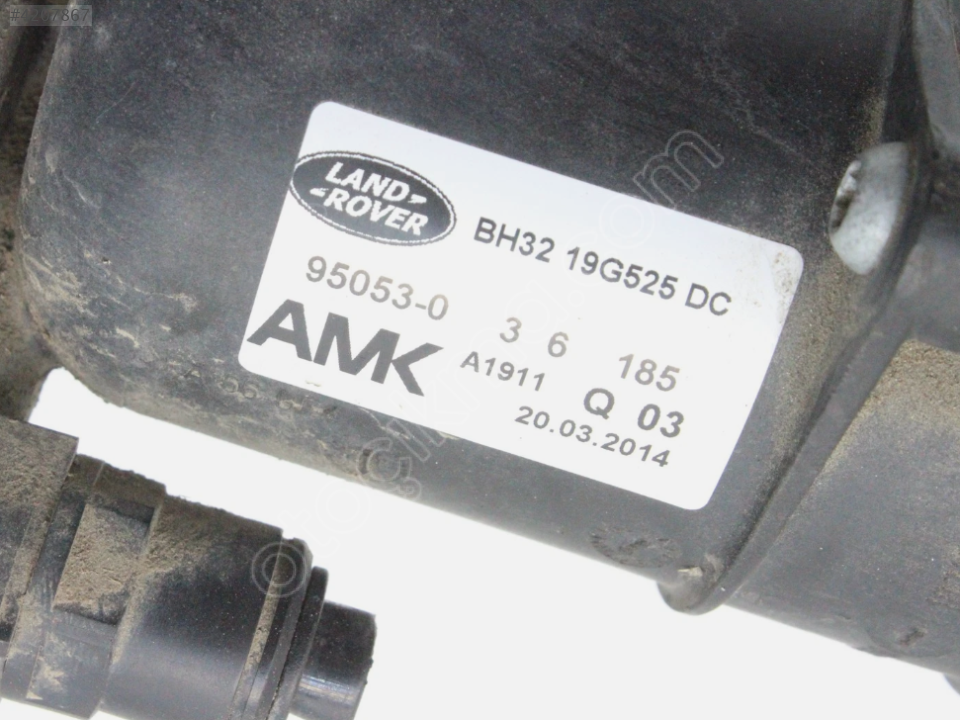 LAND
ROVER
BH32 19G525 DC
95053-0
3 6 185
AMK
A1911
Q 03
20.03.2014